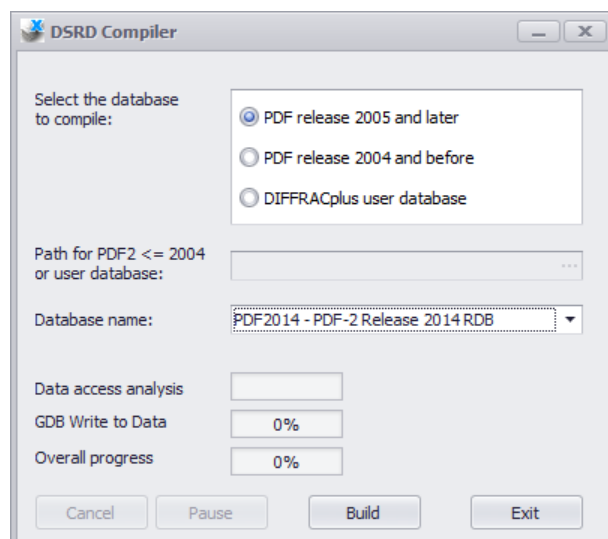 DSRD Compiler
Select the database
to compile:
PDF release 2005 and later
PDF release 2004 and before
DIFFRACplus user database
Path for PDF2 <= 2004
or user database:
...
Database name:
PDF2014 - PDF-2 Release 2014 RDB
Data access analysis
GDB Write to Data
0%
Overall progress
0%
Cancel
Pause
Build
Exit